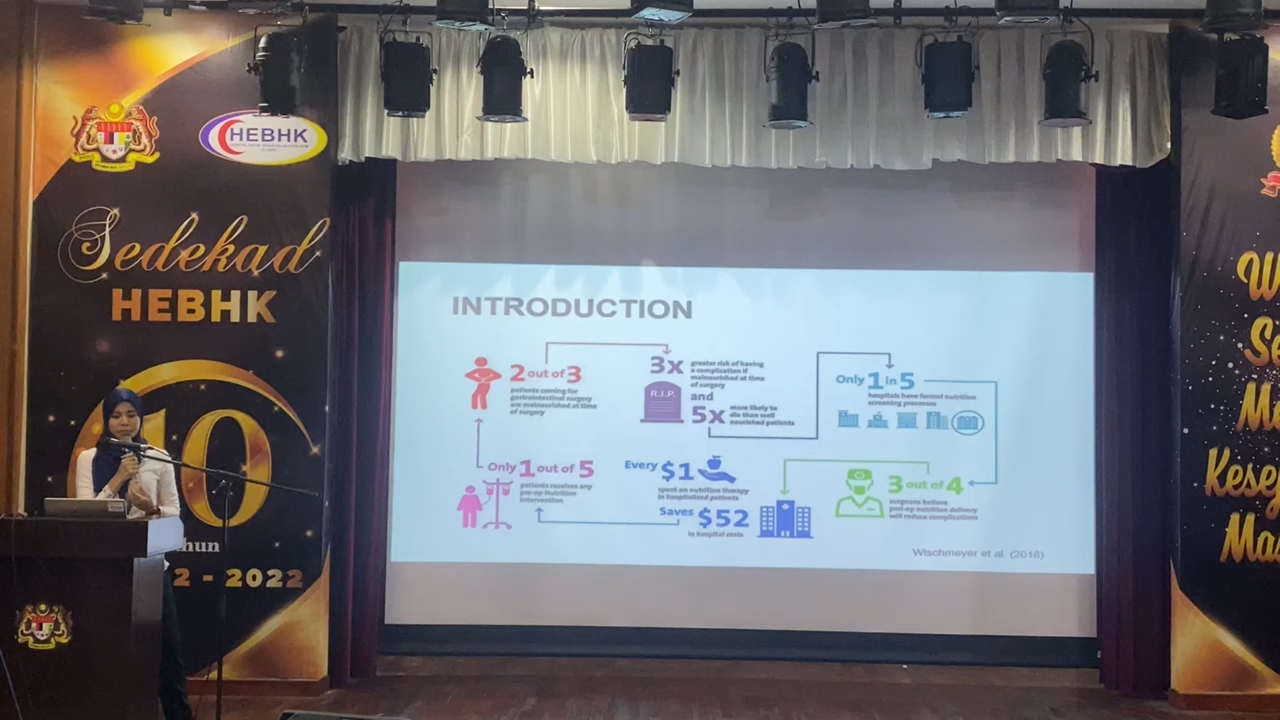 HEBHK
Sedekad
HEBHK
10
hun
2 - 2022
INTRODUCTION
2 out of 3
patients coming for
gastrointestinal surgery
are malnourished at time
of surgery
3x
greater risk of having
a complication if
malnourished at time
of surgery
R.I.P.
and
5x
more likely to
die than well
nourished patients
Only 1 in 5
hospitals have formal nutrition
screening processes
Only 1 out of 5
patients receives any
pre-op Nutrition
Intervention
Every $1
spent on nutrition therapy
in hospitalized patients
Saves $52
in hospital costs
3 out of 4
surgeons believe
post-op nutrition delivery
will reduce complications
Wischmeyer et al. (2018)
W
Se
Me
Kesej
Ma